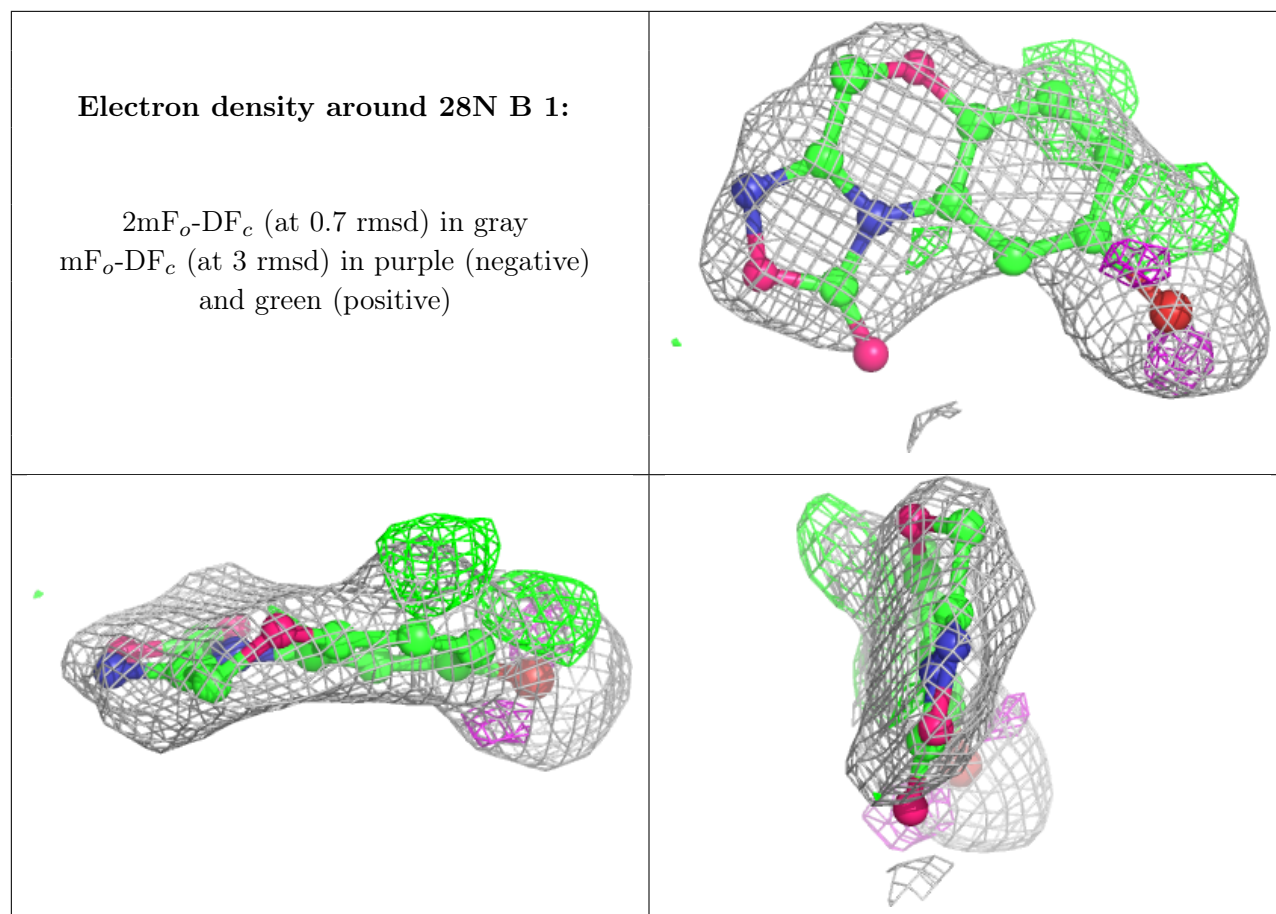 Electron density around 28N B 1:
2mFo-DFc (at 0.7 rmsd) in gray
mFo-DFc (at 3 rmsd) in purple (negative)
and green (positive)